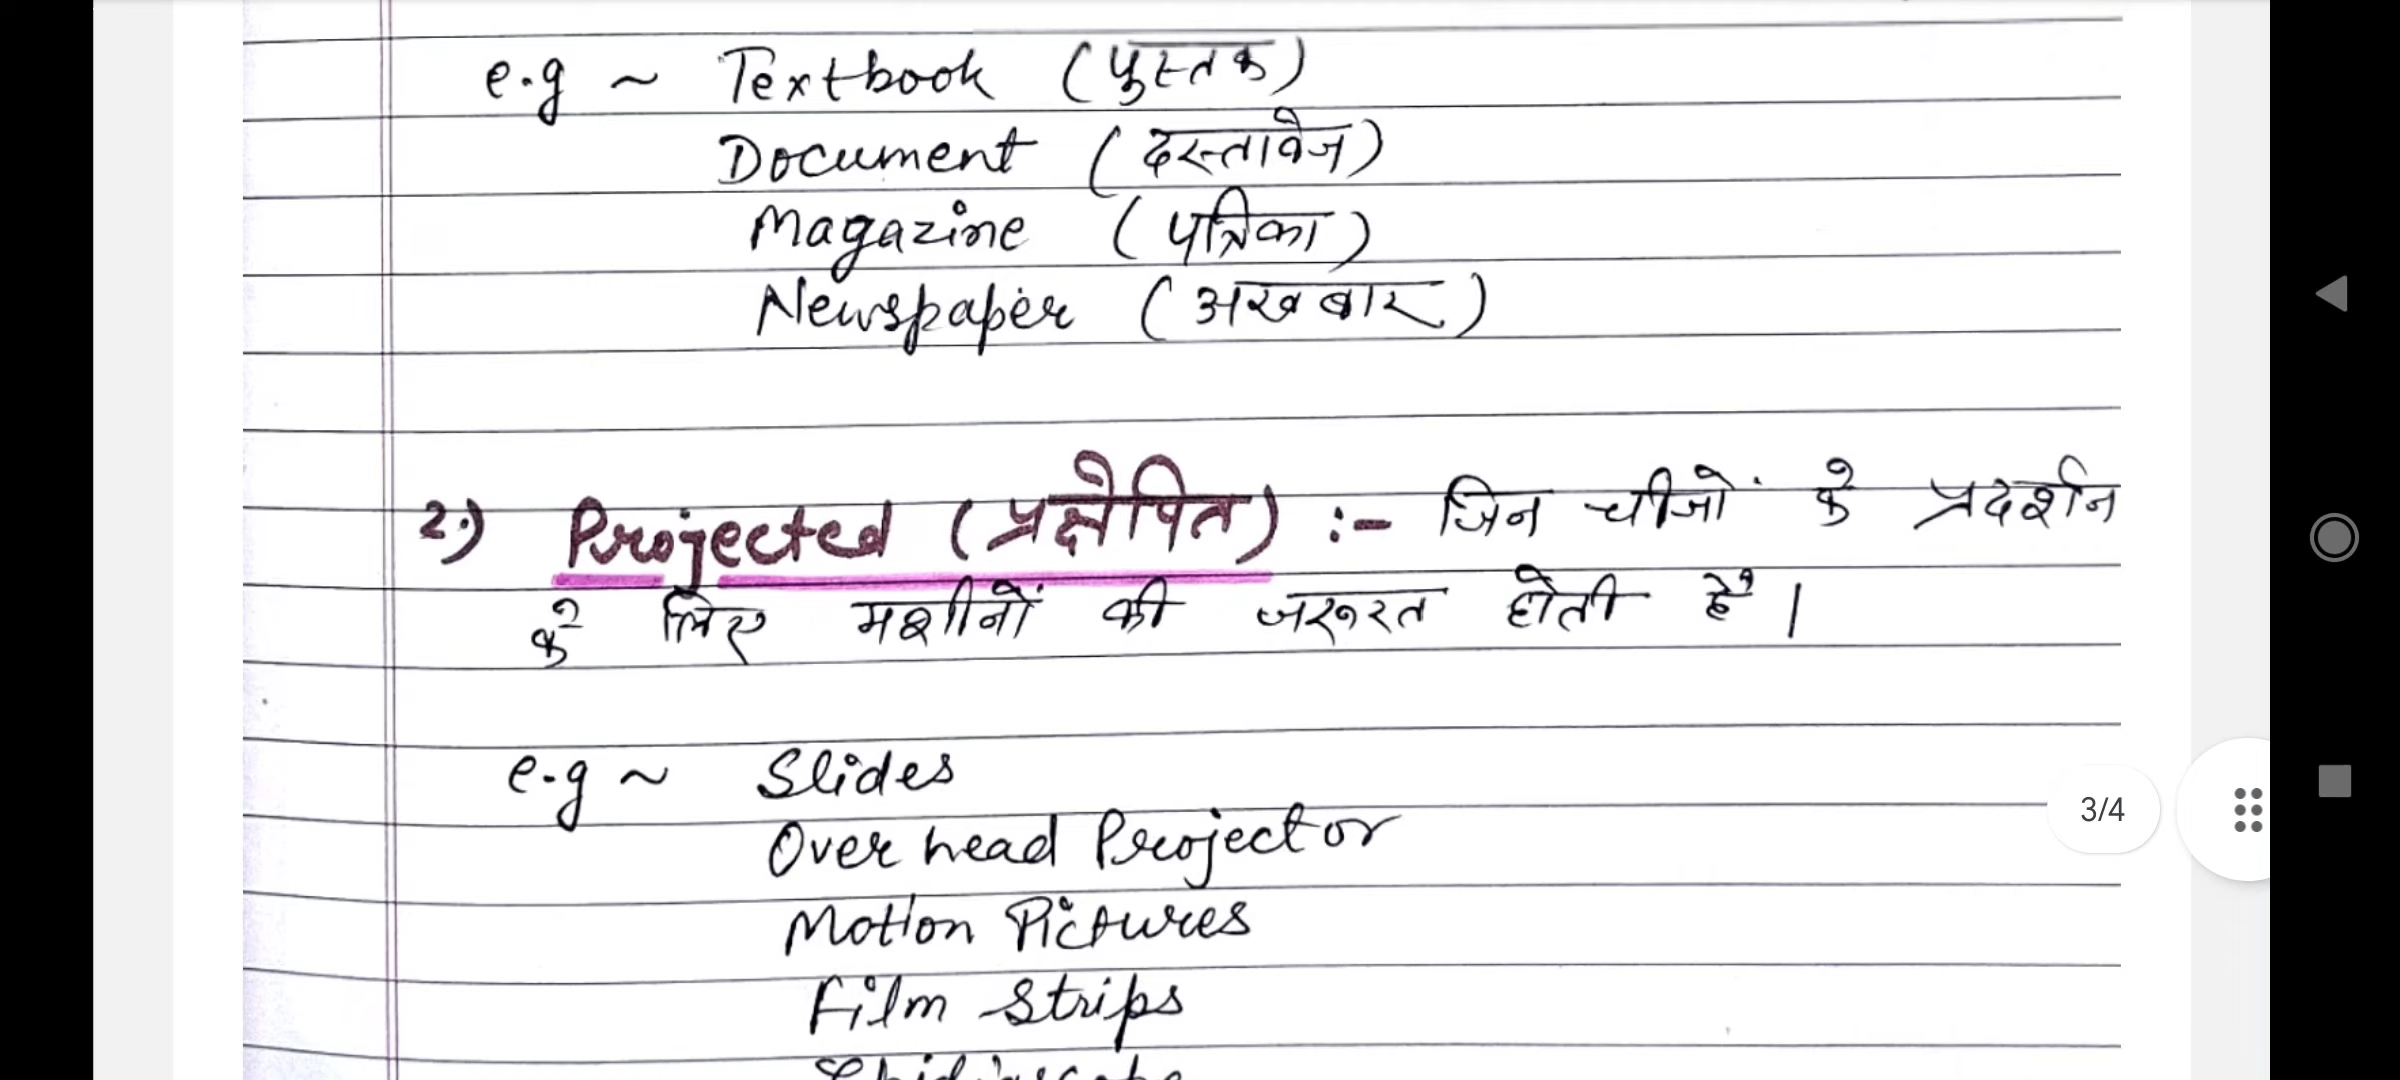 e.g ~ Textbook (पुस्तक)
Document (दस्तावेज)
Magazine (पत्रिका)
Newspaper (अखबार)
2.) Projected (प्रक्षेपित) :- जिन चीजों के प्रदर्शन
के लिए मशीनों की जरूरत होती है।
e.g ~ Slides
Over head Projector
Motion Pictures
Film Strips
3/4